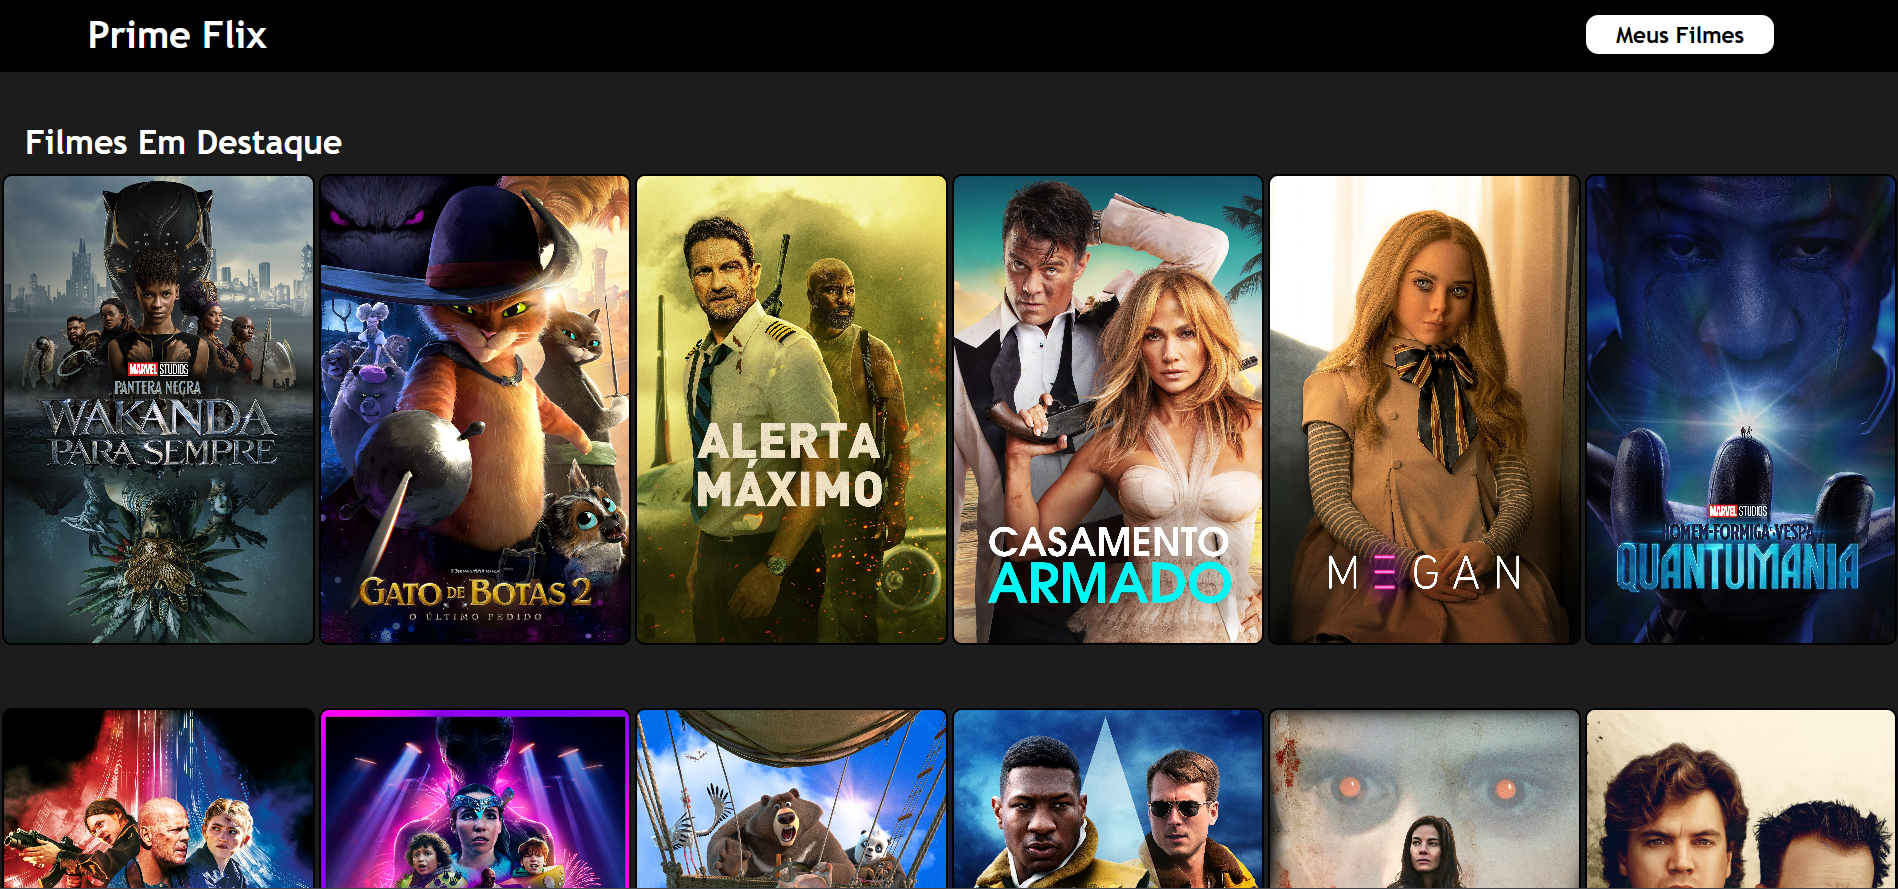 Prime Flix
Meus Filmes
Filmes Em Destaque
MARVEL STUDIOS
PANTERA NEGRA
WAKANDA
PARA SEMPRE
GATO DE BOTAS 2
O ÚLTIMO PEDIDO
ALERTA
MÁXIMO
CASAMENTO
ARMADO
MEGAN
MARVEL STUDIOS
HOMEM-FORMIGA VESPA
QUANTUMANIA